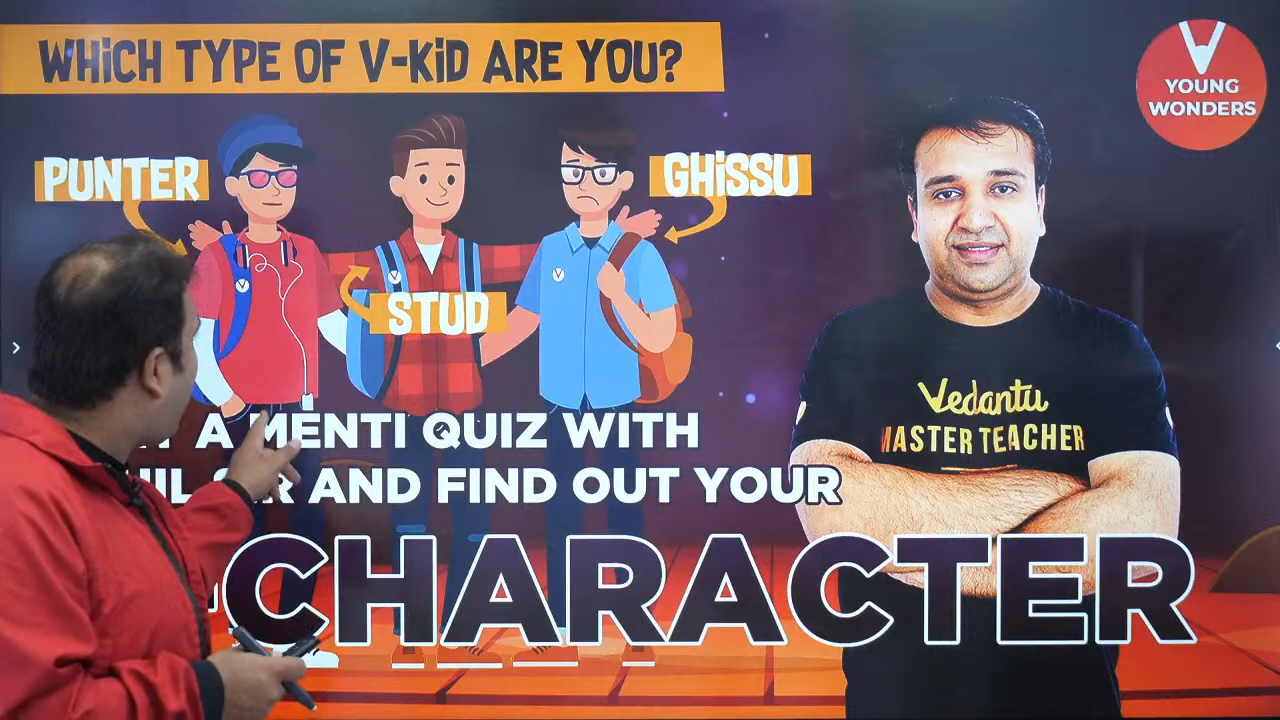 WHiCH TYPE OF V-KiD ARE YOU?
V
YOUNG
WONDERS
PUNTER
GHiSSU
STUD
Vedantu
MASTER TEACHER
A MENTI QUIZ WITH
AND FIND OUT YOUR
CHARACTER